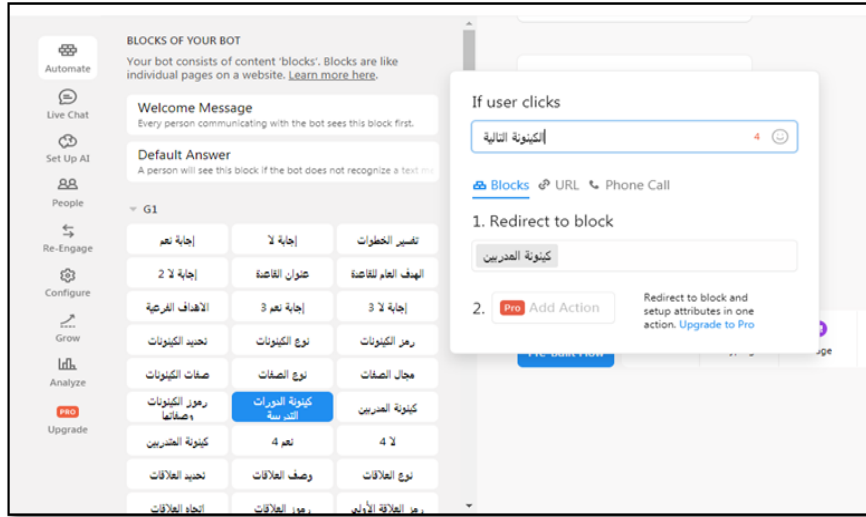 Automate
Live Chat
Set Up AI
People
Re-Engage
Configure
Grow
Analyze
PRO
Upgrade
BLOCKS OF YOUR BOT
Your bot consists of content 'blocks'. Blocks are like
individual pages on a website. Learn more here.
Welcome Message
Every person communicating with the bot sees this block first.
Default Answer
A person will see this block if the bot does not recognize a text
G1
تفسير الخطوات
إجابة لا
إجابة نعم
الهدف العام للقاعدة
عنوان القاعدة
إجابة لا 2
إجابة لا 3
إجابة نعم 3
الأهداف الفرعية
رمز الكينونات
نوع الكينونات
تحديد الكينونات
مجال الصفات
نوع الصفات
صفات الكينونات
كينونة المدربين
كينونة الدورات
التدريبية
رموز الكينونات
وصفاتها
لا 4
نعم 4
كينونة المتدربين
نوع العلاقات
وصف العلاقات
تحديد العلاقات
رمز العلاقة الأولى
رموز العلاقات
اتجاه العلاقات
If user clicks
الكينونة التالية
4
Blocks
URL
Phone Call
1. Redirect to block
كينونة المدربين
2. Pro Add Action
Redirect to block and
setup attributes in one
action. Upgrade to Pro